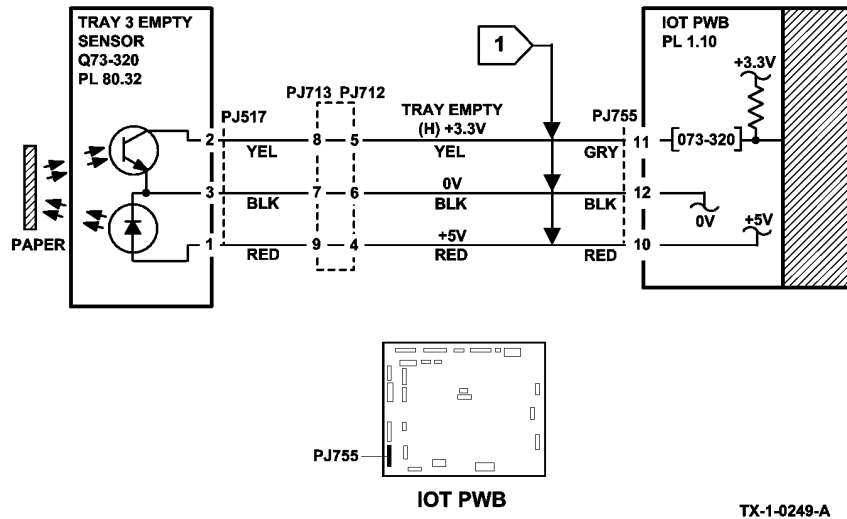 TRAY 3 EMPTY
SENSOR
Q73-320
PL 80.32
1
IOT PWB
PL 1.10
+3.3V
PJ517
PJ713 PJ712
TRAY EMPTY
(H) +3.3V
PJ755
2 8 5 11 [073-320]
YEL YEL GRY
0V
3 7 6 12
BLK BLK BLK
0V
+5V
+5V
PAPER
1 9 4 10
RED RED RED
PJ755
IOT PWB
TX-1-0249-A